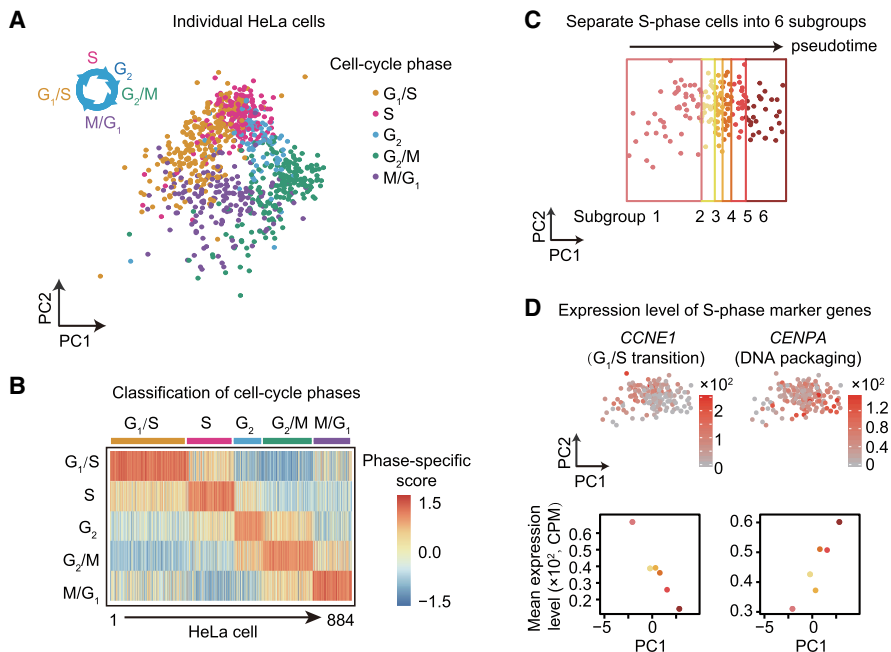 A
Individual HeLa cells
S
G2
G2/M
M/G1
G1/S
Cell-cycle phase
G1/S
S
G2
G2/M
M/G1
PC2
PC1
B
Classification of cell-cycle phases
G1/S S G2 G2/M M/G1
G1/S
S
G2
G2/M
M/G1
Phase-specific
score
1.5
0.0
−1.5
1 884
HeLa cell
C
Separate S-phase cells into 6 subgroups
pseudotime
Subgroup 1 2 3 4 5 6
PC2
PC1
D
Expression level of S-phase marker genes
CCNE1
(G1/S transition)
×10²
2
1
0
CENPA
(DNA packaging)
×10²
1.2
0.8
0.4
0
PC2
PC1
Mean expression
level (×10², CPM)
0.6
0.5
0.4
0.3
0.2
−5 0
PC1
0.6
0.5
0.4
0.3
−5 0
PC1